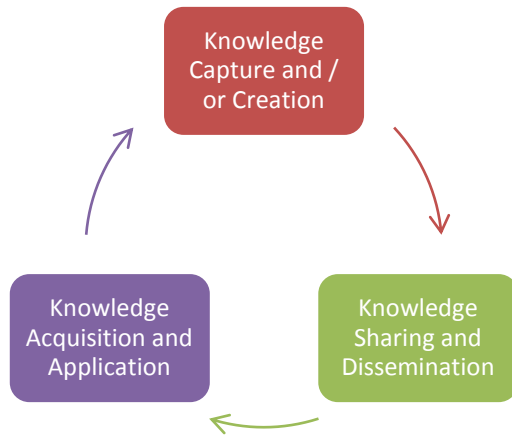 Knowledge
Capture and /
or Creation
Knowledge
Acquisition and
Application
Knowledge
Sharing and
Dissemination